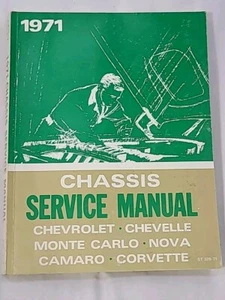 1971
CHASSIS
SERVICE MANUAL
CHEVROLET · CHEVELLE
MONTE CARLO · NOVA
CAMARO · CORVETTE